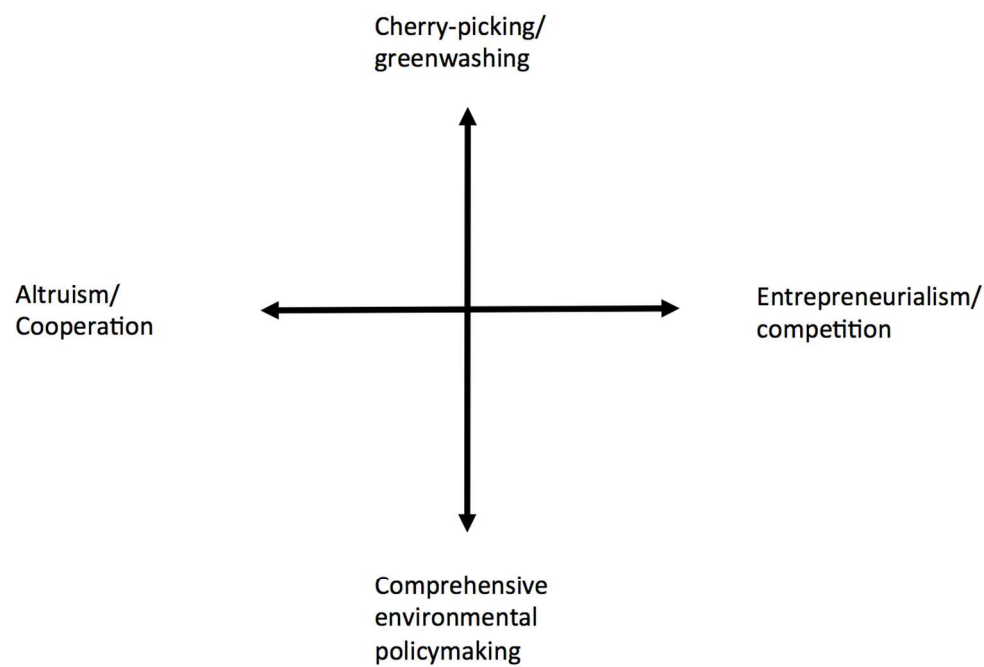 Cherry-picking/
greenwashing
Altruism/
Cooperation
Entrepreneurialism/
competition
Comprehensive
environmental
policymaking